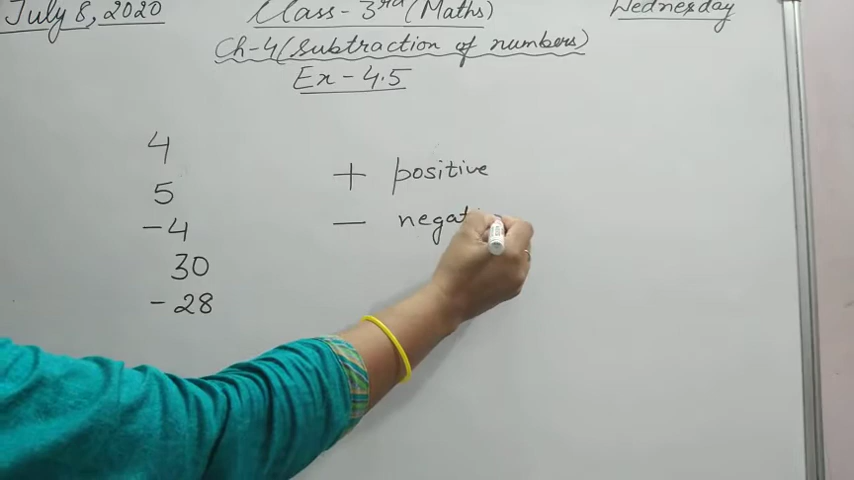 July 8, 2020 Class-3rd (Maths) Wednesday
Ch-4 (Subtraction of numbers)
Ex - 4.5
4
5
-4
30
-28
+ positive
- negat